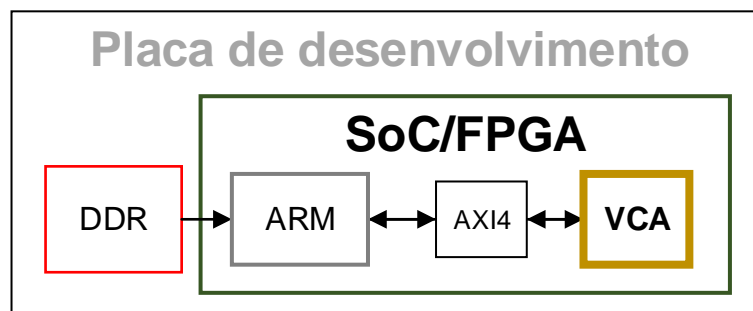 Placa de desenvolvimento
SoC/FPGA
DDR
ARM
AXI4
VCA